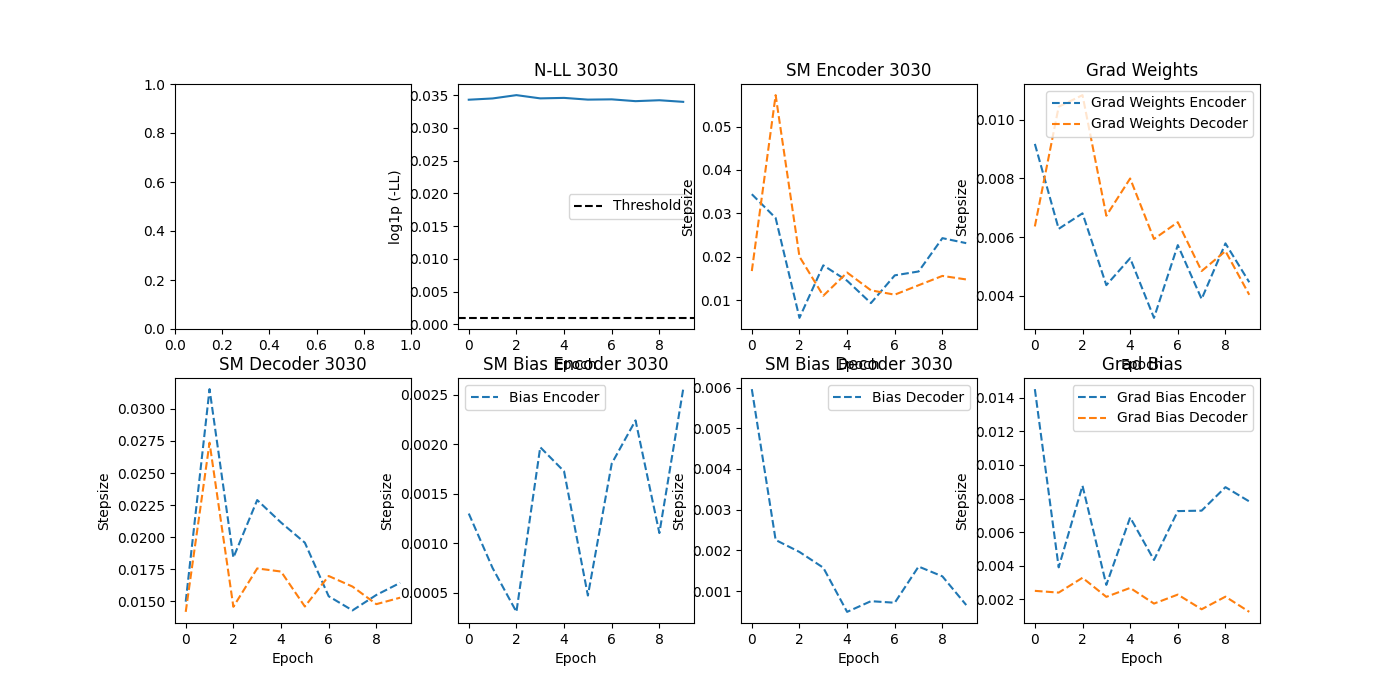 N-LL 3030
SM Encoder 3030
Grad Weights
1.0
0.8
0.6
0.4
0.2
0.0
0.0 0.2 0.4 0.6 0.8 1.0
log1p (-LL)
0.035
0.030
0.025
0.020
0.015
0.010
0.005
0.000
Threshold
0 2 4 6 8
Epoch
Stepsize
0.05
0.04
0.03
0.02
0.01
0 2 4 6 8
Epoch
Stepsize
0.010
0.008
0.006
0.004
Grad Weights Encoder
Grad Weights Decoder
0 2 4 6 8
Epoch
SM Decoder 3030
SM Bias Encoder 3030
SM Bias Decoder 3030
Grad Bias
Stepsize
0.0300
0.0275
0.0250
0.0225
0.0200
0.0175
0.0150
0 2 4 6 8
Epoch
Stepsize
0.0025
0.0020
0.0015
0.0010
0.0005
Bias Encoder
0 2 4 6 8
Epoch
Stepsize
0.006
0.005
0.004
0.003
0.002
0.001
Bias Decoder
0 2 4 6 8
Epoch
Stepsize
0.014
0.012
0.010
0.008
0.006
0.004
0.002
Grad Bias Encoder
Grad Bias Decoder
0 2 4 6 8
Epoch